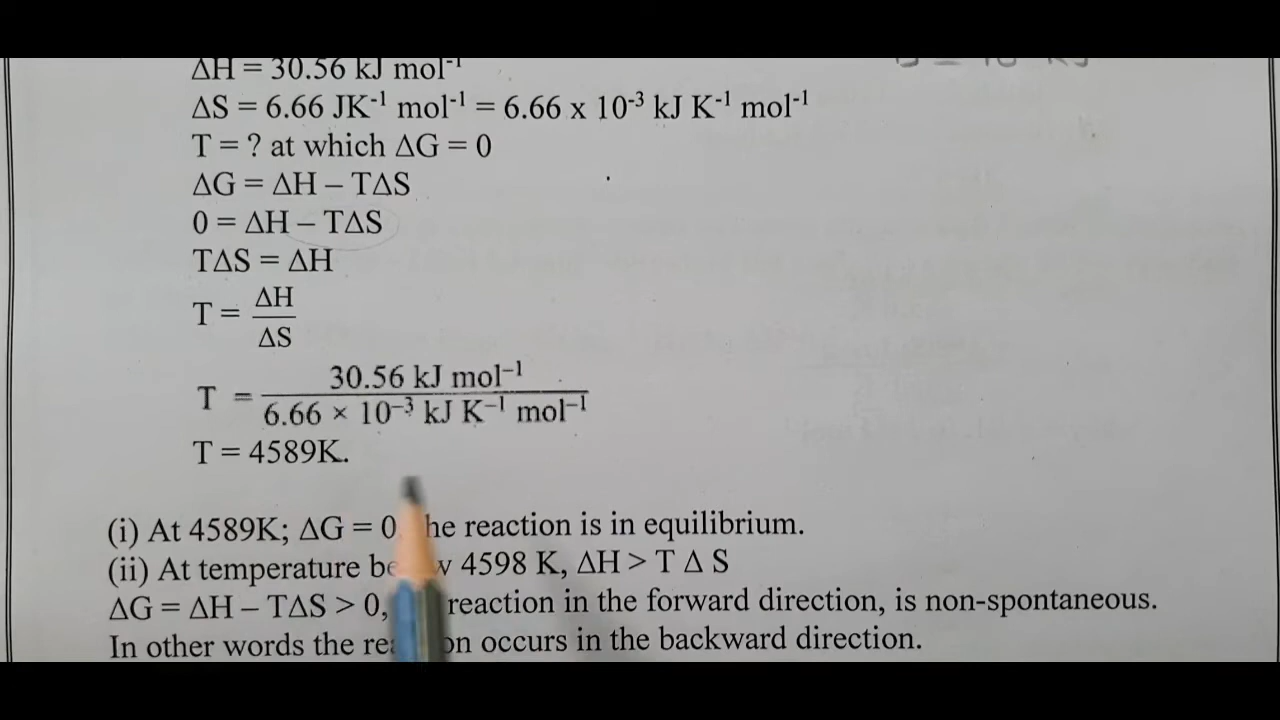 ΔH = 30.56 kJ mol⁻¹
ΔS = 6.66 JK⁻¹ mol⁻¹ = 6.66 x 10⁻³ kJ K⁻¹ mol⁻¹
T = ? at which ΔG = 0
ΔG = ΔH – TΔS
0 = ΔH – TΔS
TΔS = ΔH
T = ΔH / ΔS
T = 30.56 kJ mol⁻¹ / 6.66 × 10⁻³ kJ K⁻¹ mol⁻¹
T = 4589K.
(i) At 4589K; ΔG = 0 the reaction is in equilibrium.
(ii) At temperature below 4598 K, ΔH > T Δ S
ΔG = ΔH – TΔS > 0, reaction in the forward direction, is non-spontaneous.
In other words the reaction occurs in the backward direction.